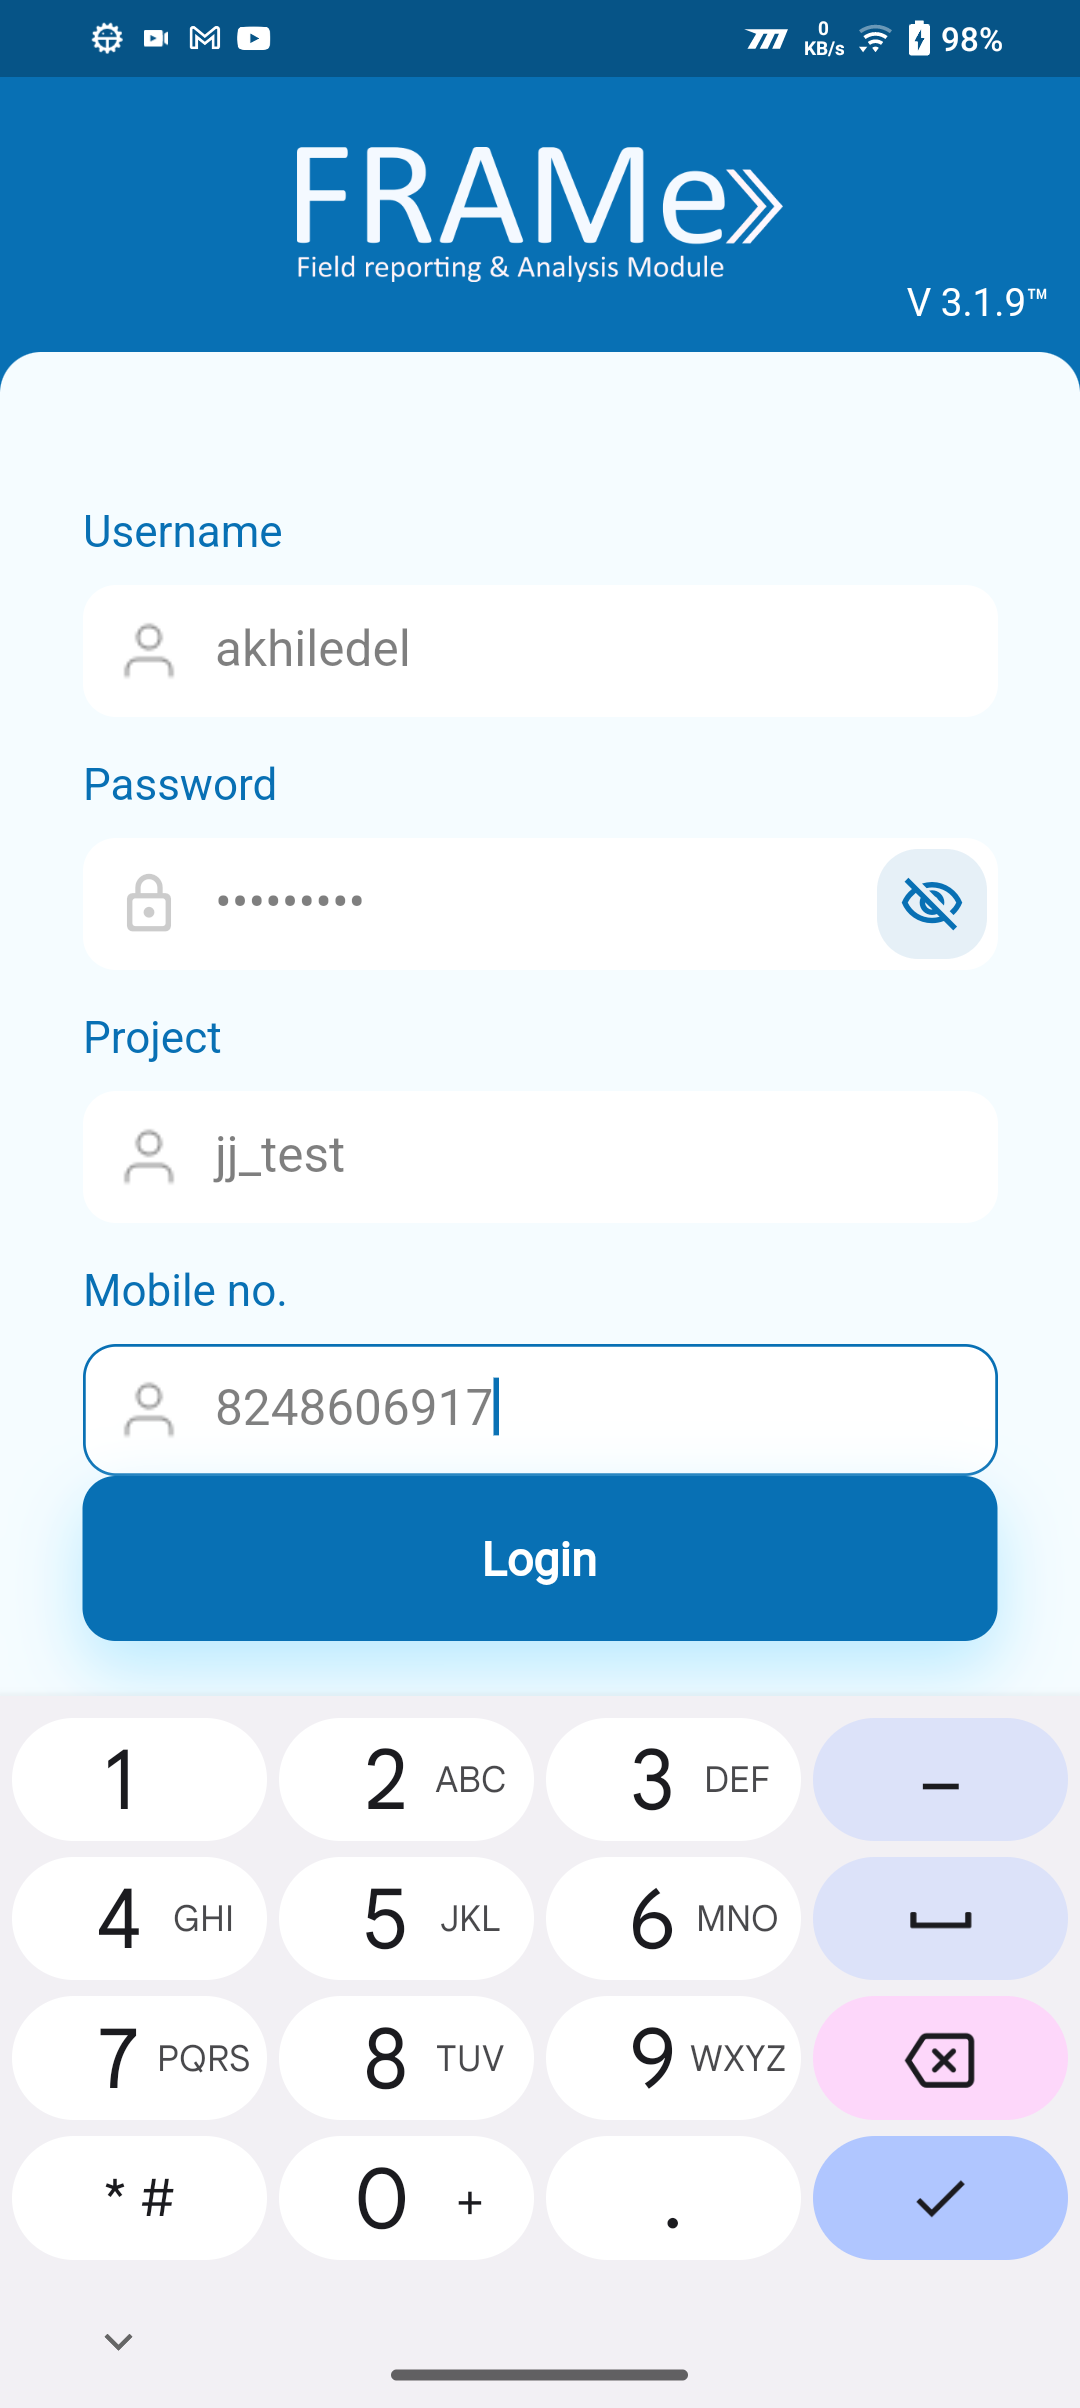 0
KB/s
98%
FRAMe
Field reporting & Analysis Module
V 3.1.9™
Username
akhiledel
Password
•••••••••
Project
jj_test
Mobile no.
8248606917
Login
1
2 ABC
3 DEF
–
4 GHI
5 JKL
6 MNO
7 PQRS
8 TUV
9 WXYZ
* #
0 +
.